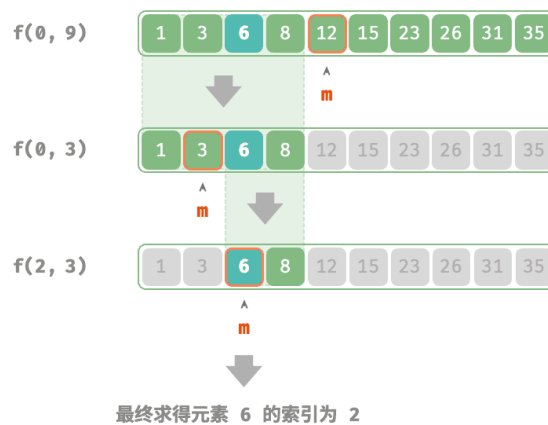 f(0, 9) 1 3 6 8 12 15 23 26 31 35
m
f(0, 3) 1 3 6 8 12 15 23 26 31 35
m
f(2, 3) 1 3 6 8 12 15 23 26 31 35
m
最终求得元素 6 的索引为 2